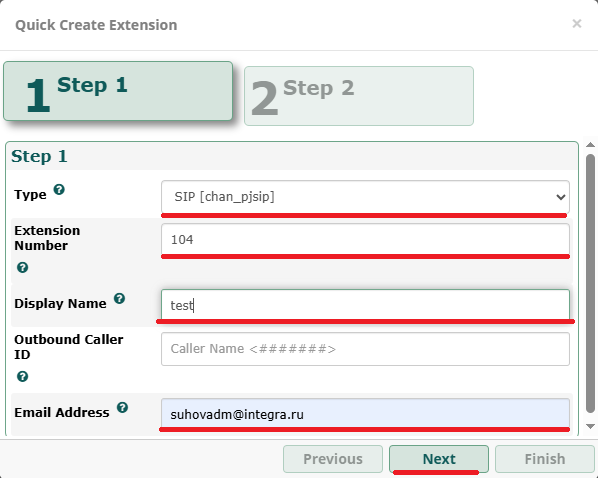 Quick Create Extension
×
1 Step 1
2 Step 2
Step 1
Type
SIP [chan_pjsip]
Extension
Number
104
Display Name
test
Outbound Caller
ID
Caller Name <#######>
Email Address
suhovadm@integra.ru
Previous
Next
Finish